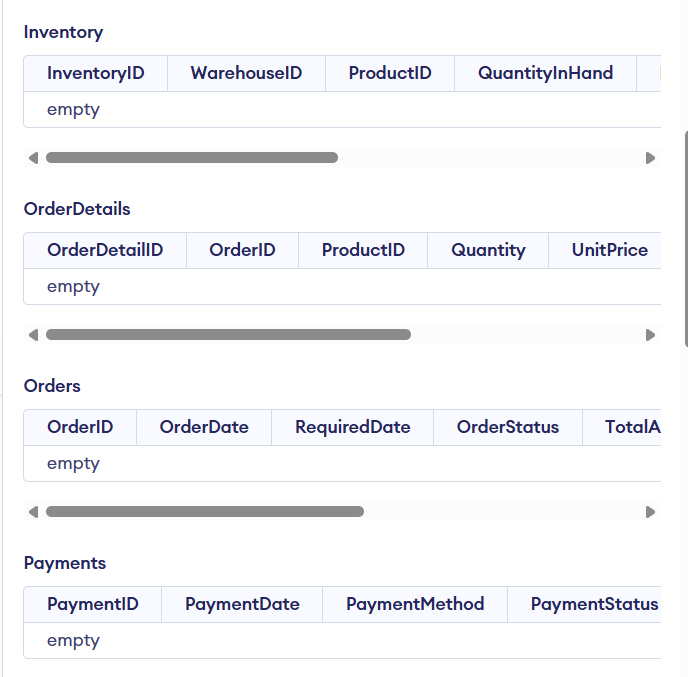 Inventory
InventoryID WarehouseID ProductID QuantityInHand
empty
OrderDetails
OrderDetailID OrderID ProductID Quantity UnitPrice
empty
Orders
OrderID OrderDate RequiredDate OrderStatus TotalA
empty
Payments
PaymentID PaymentDate PaymentMethod PaymentStatus
empty